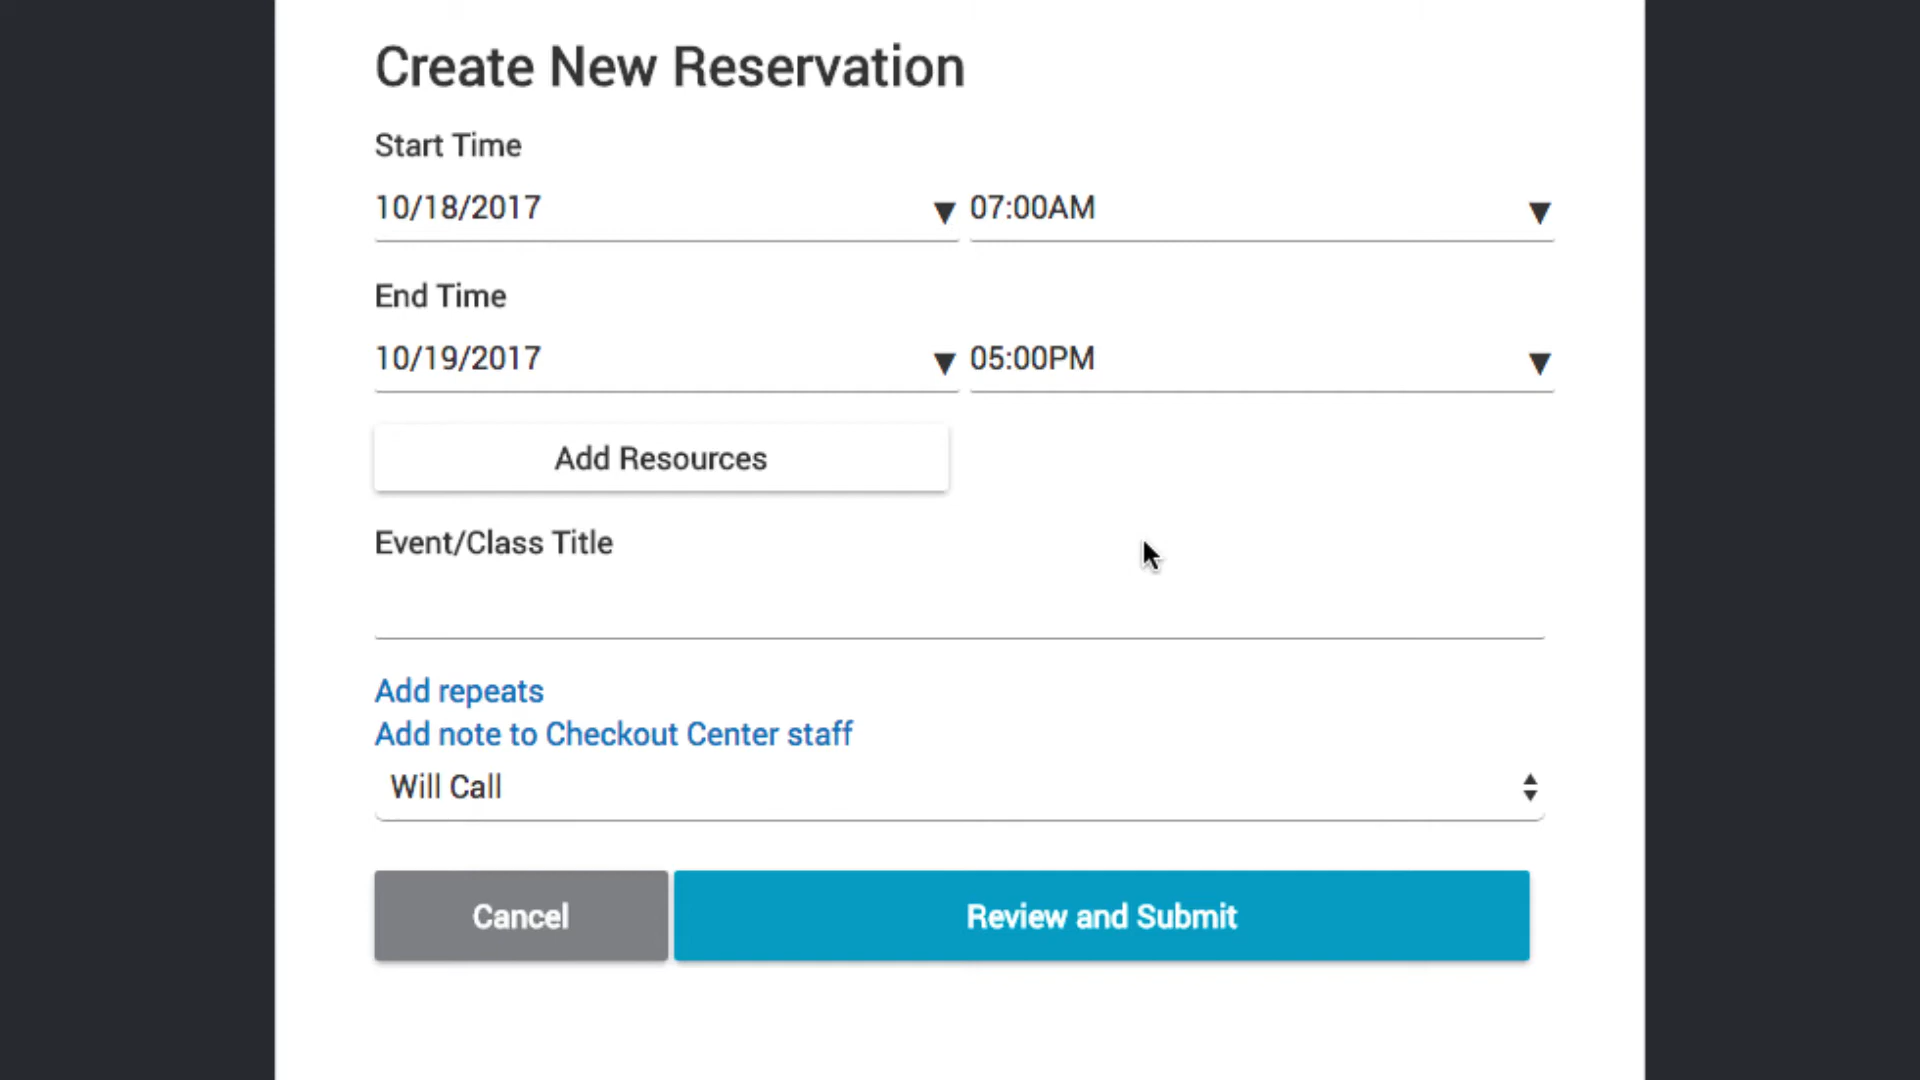 Create New Reservation
Start Time
10/18/2017 ▼ 07:00AM ▼
End Time
10/19/2017 ▼ 05:00PM ▼
Add Resources
Event/Class Title
Add repeats
Add note to Checkout Center staff
Will Call
Cancel Review and Submit